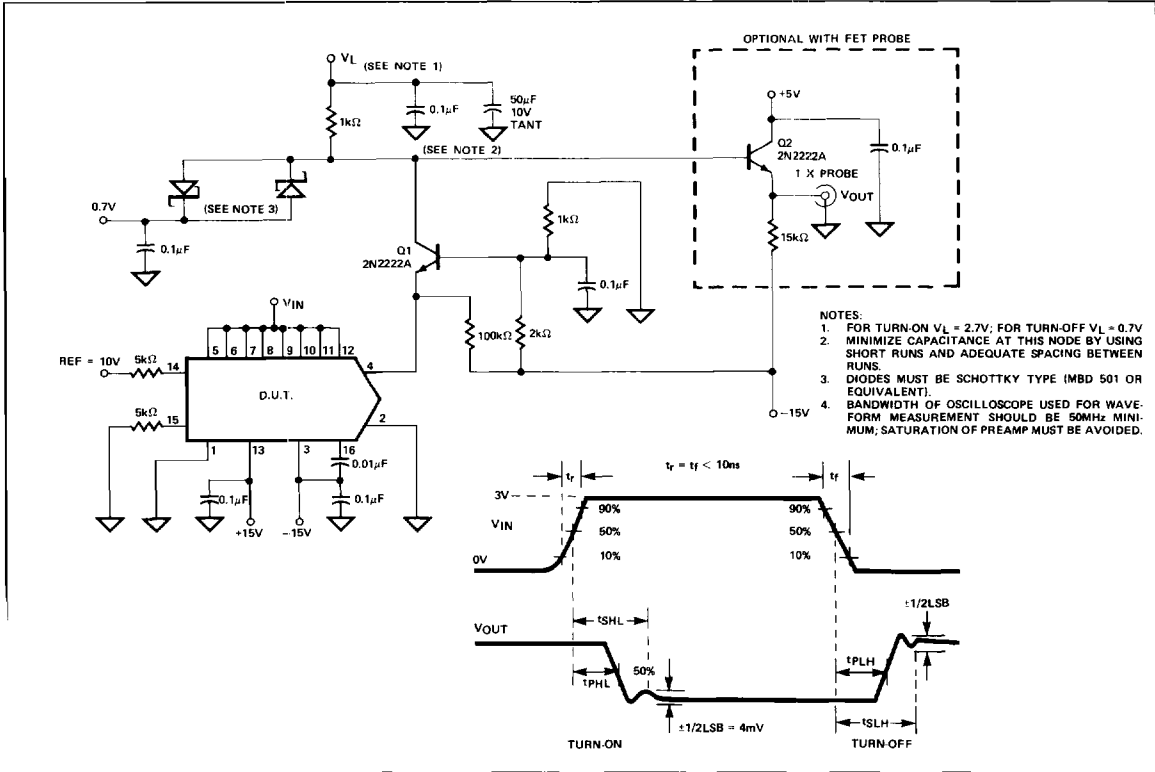 OPTIONAL WITH FET PROBE
VL
(SEE NOTE 1)
1kΩ
0.1μF
50μF
10V
TANT
(SEE NOTE 2)
+5V
Q2
2N2222A
0.1μF
1 X PROBE
VOUT
15kΩ
0.7V
(SEE NOTE 3)
0.1μF
Q1
2N2222A
1kΩ
0.1μF
100kΩ
2kΩ
-15V
VIN
5 6 7 8 9 10 11 12
REF = 10V
5kΩ
14
4
D.U.T.
5kΩ
15
2
1
13
3
16
0.01μF
0.1μF
0.1μF
+15V
-15V
NOTES:
1. FOR TURN-ON VL = 2.7V; FOR TURN-OFF VL = 0.7V
2. MINIMIZE CAPACITANCE AT THIS NODE BY USING
SHORT RUNS AND ADEQUATE SPACING BETWEEN
RUNS.
3. DIODES MUST BE SCHOTTKY TYPE (MBD 501 OR
EQUIVALENT).
4. BANDWIDTH OF OSCILLOSCOPE USED FOR WAVE-
FORM MEASUREMENT SHOULD BE 50MHz MINI-
MUM; SATURATION OF PREAMP MUST BE AVOIDED.
tr
tr = tf < 10ns
tf
3V
90%
90%
VIN
50%
50%
10%
10%
0V
±1/2LSB
tSHL
VOUT
tPHL
50%
tPLH
tSLH
±1/2LSB = 4mV
TURN-ON
TURN-OFF